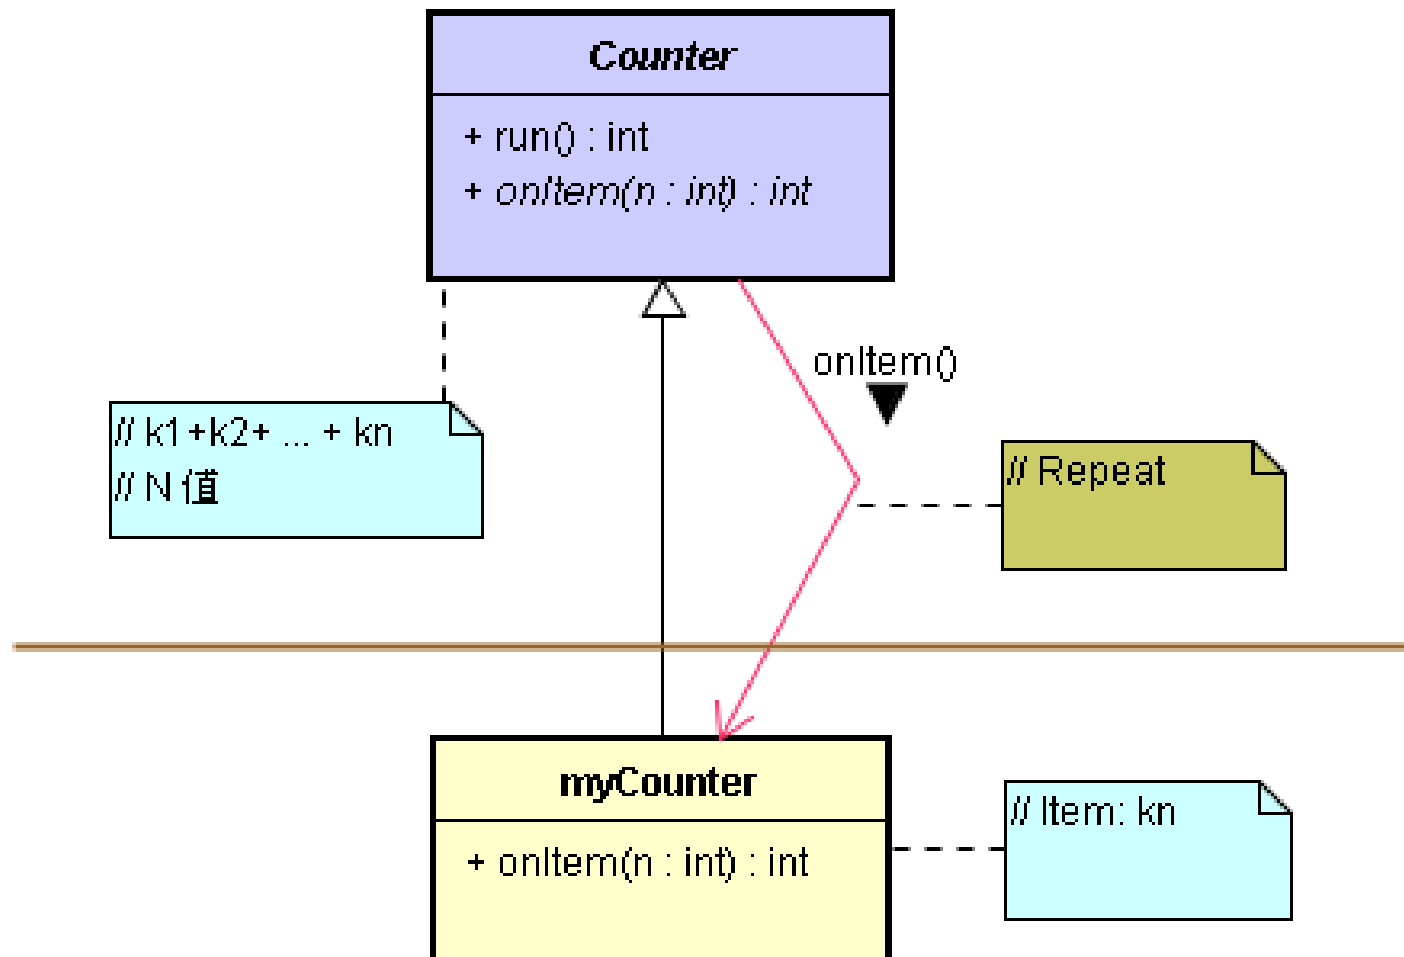 Counter
+ run() : int
+ onItem(n : int) : int
onItem()
// k1+k2+ ... + kn
// N 值
// Repeat
myCounter
+ onItem(n : int) : int
// Item: kn